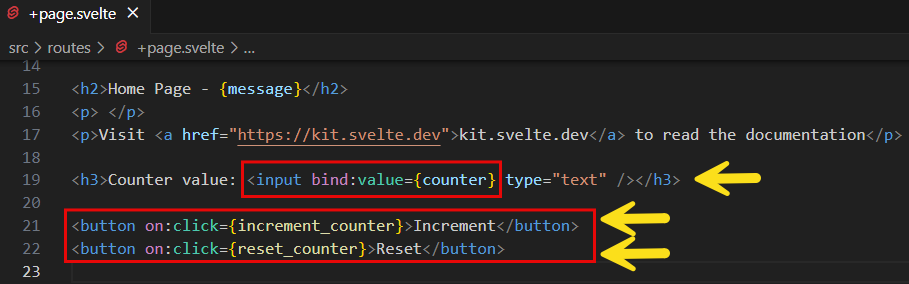 +page.svelte ×
src > routes > +page.svelte > ...
14
15 <h2>Home Page - {message}</h2>
16 <p> </p>
17 <p>Visit <a href="https://kit.svelte.dev">kit.svelte.dev</a> to read the documentation</p>
18
19 <h3>Counter value: <input bind:value={counter} type="text" /></h3>
20
21 <button on:click={increment_counter}>Increment</button>
22 <button on:click={reset_counter}>Reset</button>
23